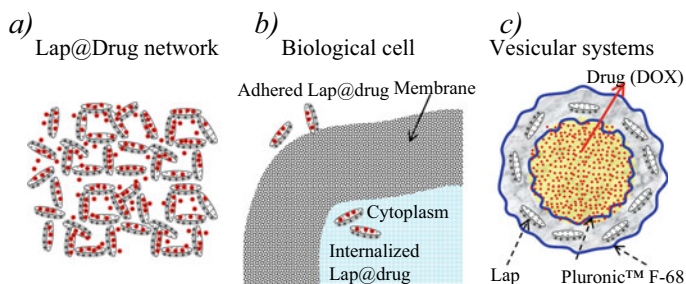 a)
Lap@Drug network
b)
Biological cell
Adhered Lap@drug
Membrane
Cytoplasm
Internalized
Lap@drug
c)
Vesicular systems
Drug (DOX)
Lap
Pluronic™ F-68